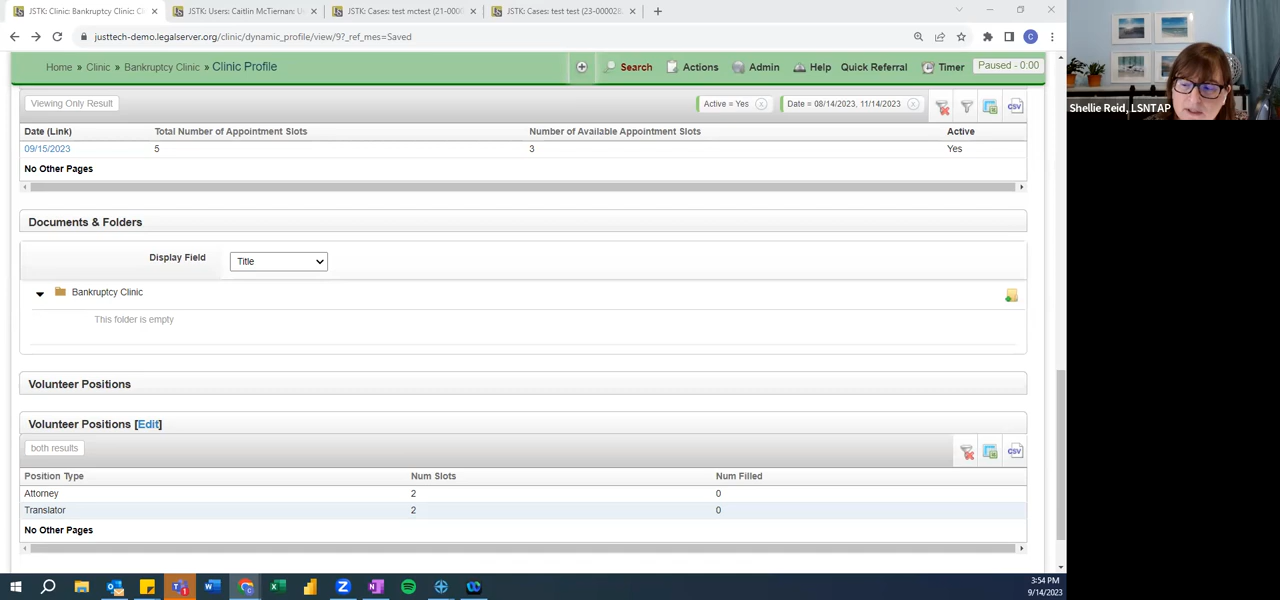 JSTK: Clinic: Bankruptcy Clinic: Cl
JSTK: Users: Caitlin McTiernan: U
JSTK: Cases: test mctest (21-0000
JSTK: Cases: test test (23-000028
justtech-demo.legalserver.org/clinic/dynamic_profile/view/9?_ref_mes=Saved
C
Home » Clinic » Bankruptcy Clinic » Clinic Profile
Search
Actions
Admin
Help
Quick Referral
Timer
Paused - 0:00
Shellie Reid, LSNTAP
Viewing Only Result
Active = Yes
Date = 08/14/2023, 11/14/2023
CSV
Date (Link) Total Number of Appointment Slots Number of Available Appointment Slots Active
09/15/2023 5 3 Yes
No Other Pages
Documents & Folders
Display Field Title
Bankruptcy Clinic
This folder is empty
Volunteer Positions
Volunteer Positions [Edit]
both results
CSV
Position Type Num Slots Num Filled
Attorney 2 0
Translator 2 0
No Other Pages
3:54 PM
9/14/2023